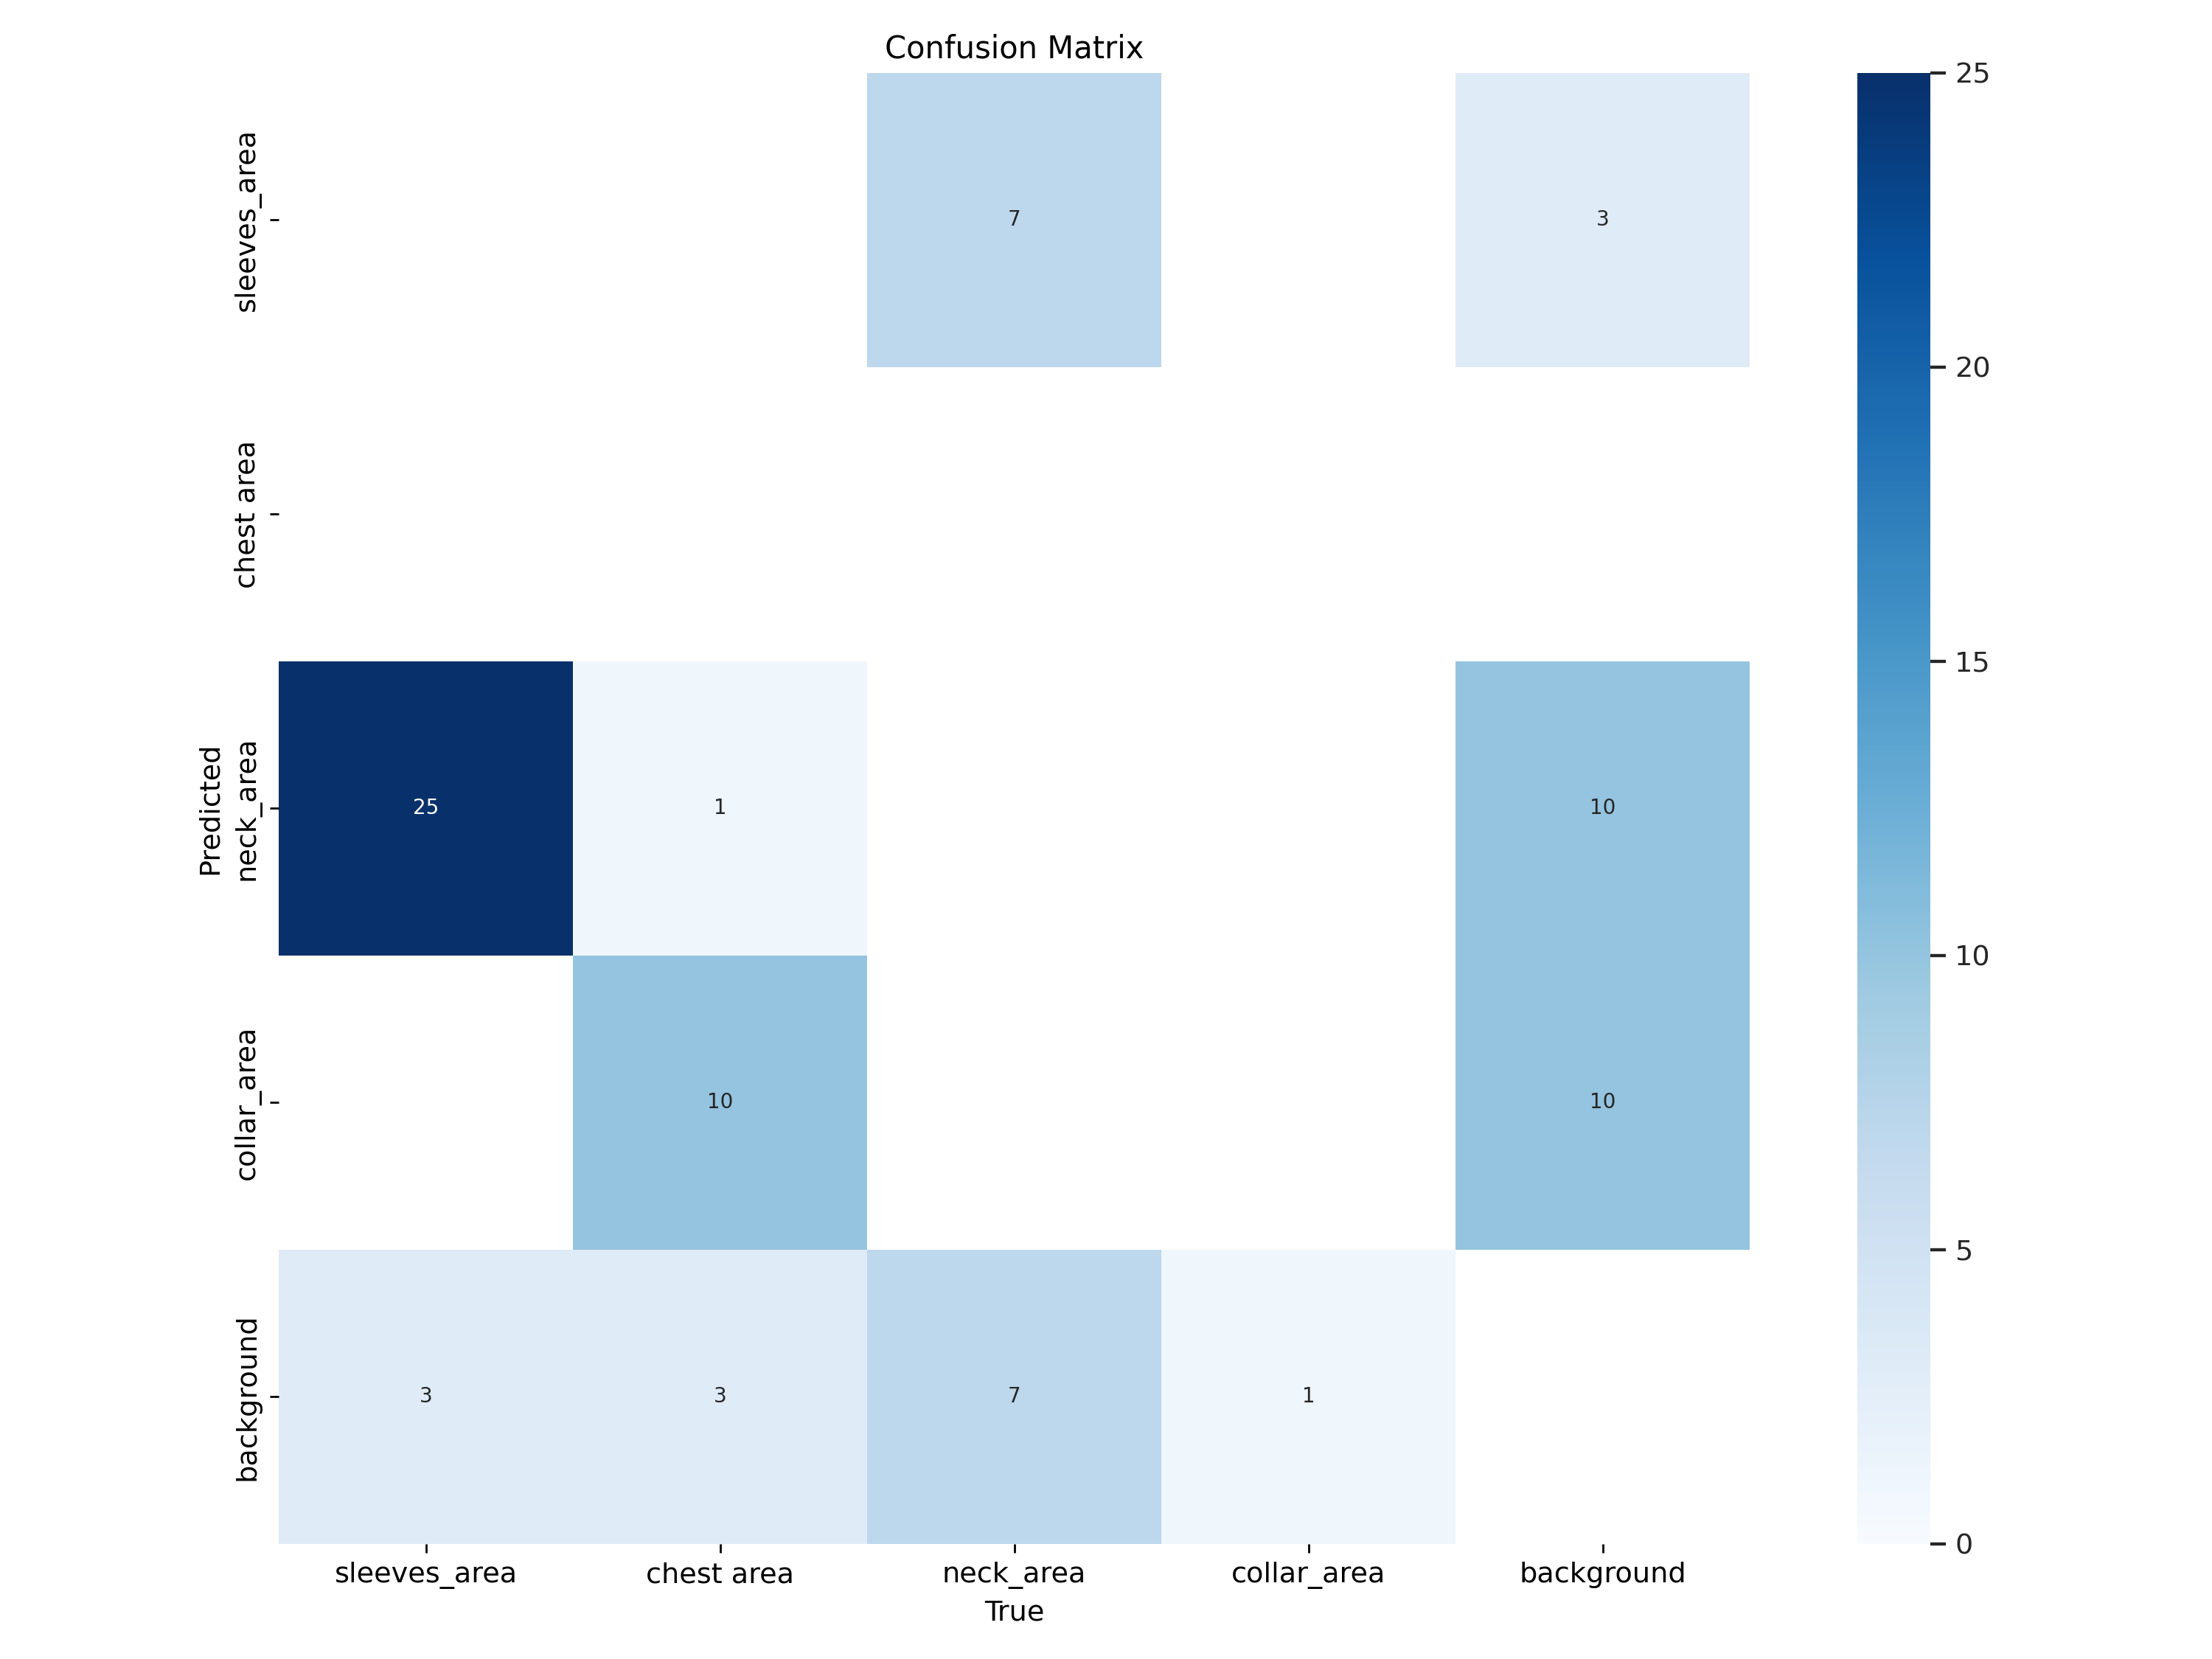 Confusion Matrix
sleeves_area
7
3
25
chest area
20
15
Predicted
neck_area
25
1
10
10
collar_area
10
10
5
background
3
3
7
1
0
sleeves_area
chest area
neck_area
collar_area
background
True